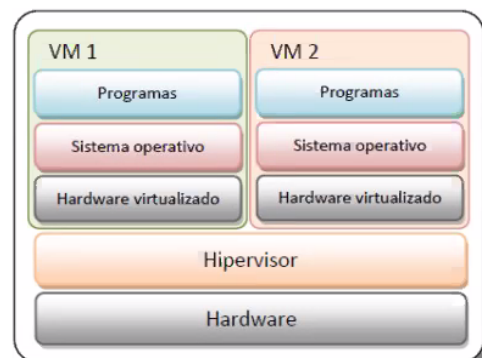 VM 1
Programas
Sistema operativo
Hardware virtualizado
VM 2
Programas
Sistema operativo
Hardware virtualizado
Hipervisor
Hardware